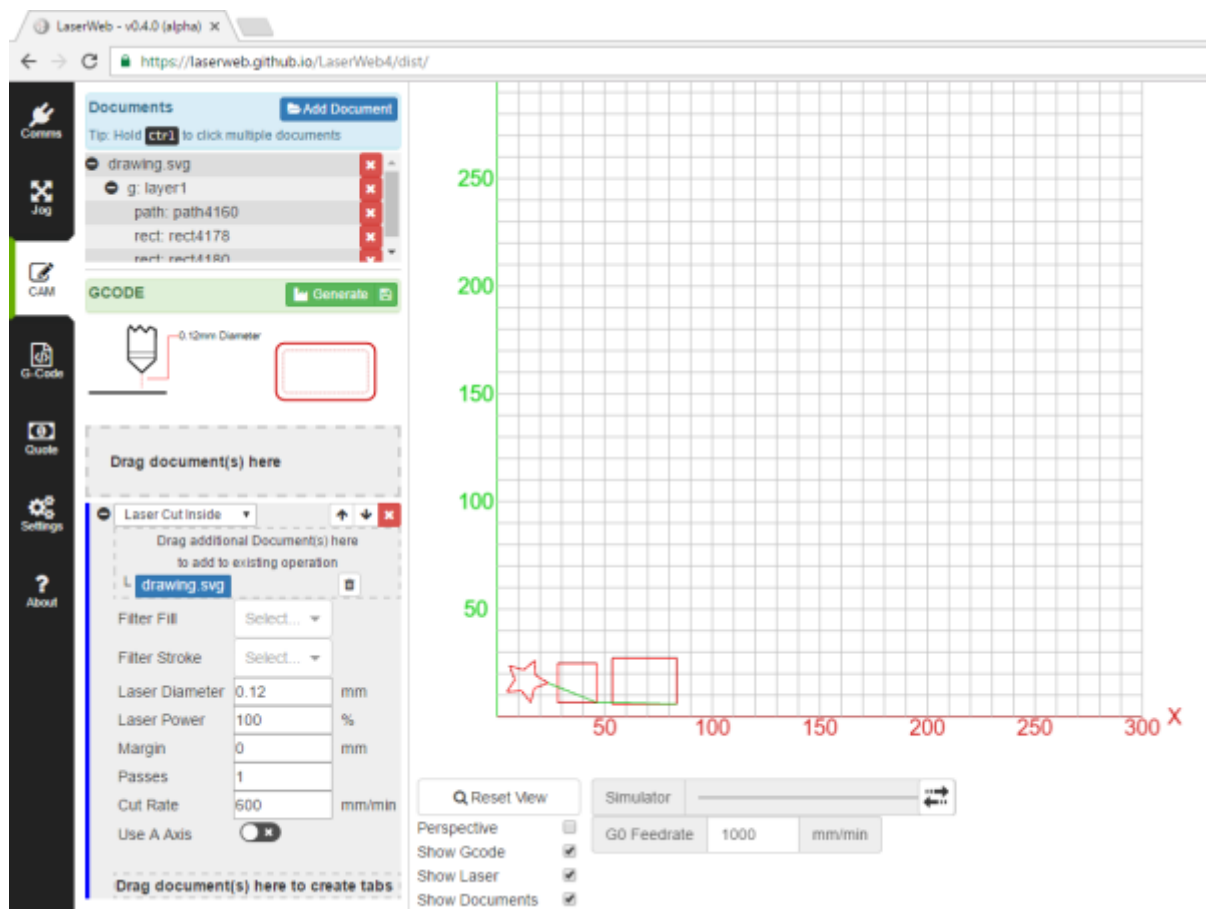 LaserWeb - v0.4.0 (alpha)
https://laserweb.github.io/LaserWeb4/dist/
Comms
Jog
CAM
G-Code
Quote
Settings
About
Documents
Add Document
Tip: Hold ctrl to click multiple documents
drawing.svg
g: layer1
path: path4160
rect: rect4178
rect: rect4180
GCODE
Generate
0.12mm Diameter
Drag document(s) here
Laser Cut Inside
Drag additional Document(s) here
to add to existing operation
drawing.svg
Filter Fill Select...
Filter Stroke Select...
Laser Diameter 0.12 mm
Laser Power 100 %
Margin 0 mm
Passes 1
Cut Rate 600 mm/min
Use A Axis
Drag document(s) here to create tabs
250
200
150
100
50
50 100 150 200 250 300 X
Reset View
Perspective
Show Gcode
Show Laser
Show Documents
Simulator
G0 Feedrate 1000 mm/min